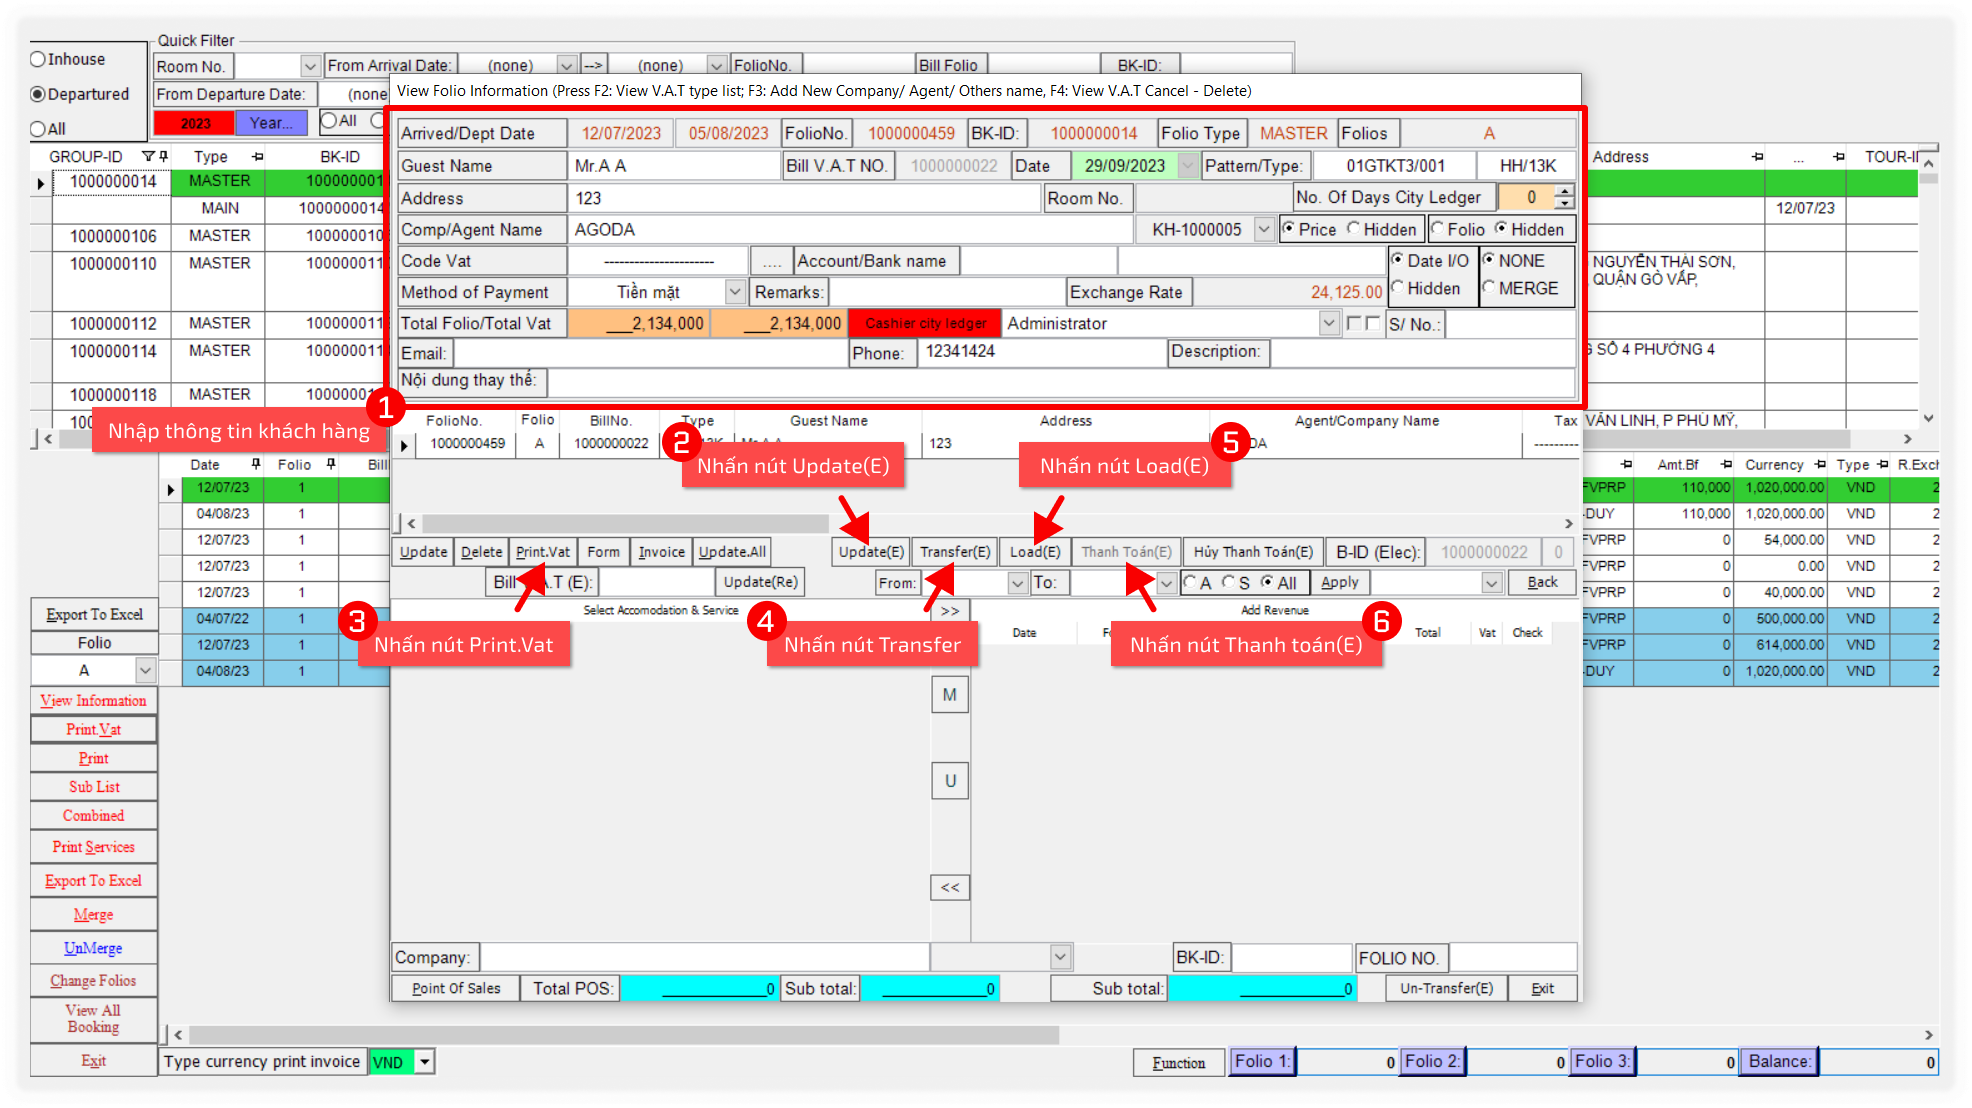 Quick Filter
Inhouse
Departured
All
Room No.
From Arrival Date:
(none)
-->
(none)
FolioNo.
Bill Folio
BK-ID:
From Departure Date:
2023
Year...
All
View Folio Information (Press F2: View V.A.T type list; F3: Add New Company/ Agent/ Others name, F4: View V.A.T Cancel - Delete)
Arrived/Dept Date 12/07/2023 05/08/2023 FolioNo. 1000000459 BK-ID: 1000000014 Folio Type MASTER Folios A
Guest Name Mr.A A Bill V.A.T NO. 1000000022 Date 29/09/2023 Pattern/Type: 01GTKT3/001 HH/13K
Address 123 Room No. No. Of Days City Ledger 0
Comp/Agent Name AGODA KH-1000005 Price Hidden Folio Hidden
Code Vat ---------------------- .... Account/Bank name Date I/O NONE
Method of Payment Tiền mặt Remarks: Exchange Rate 24,125.00 Hidden MERGE
Total Folio/Total Vat ___2,134,000 ___2,134,000 Cashier city ledger Administrator S/ No.:
Email: Phone: 12341424 Description:
Nội dung thay thế:
GROUP-ID Type BK-ID
1000000014 MASTER
MAIN 1000000014
1000000106 MASTER
1000000110 MASTER
1000000112 MASTER
1000000114 MASTER
1000000118 MASTER
Address ...
12/07/23
NGUYỄN THÁI SƠN,
QUẬN GÒ VẤP,
SỐ 4 PHƯỜNG 4
VĂN LINH, P PHÚ MỸ,
1
Nhập thông tin khách hàng
FolioNo. Folio BillNo. Type Guest Name Address Agent/Company Name Tax
1000000459 A 1000000022 123
2
Nhấn nút Update(E)
5
Nhấn nút Load(E)
Date Folio
12/07/23 1
04/08/23 1
12/07/23 1
12/07/23 1
12/07/23 1
04/07/22 1
12/07/23 1
04/08/23 1
Amt.Bf Currency Type
FVPRP 110,000 1,020,000.00 VND 2
-DUY 110,000 1,020,000.00 VND 2
FVPRP 0 54,000.00 VND 2
FVPRP 0 0.00 VND 2
FVPRP 0 40,000.00 VND 2
FVPRP 0 500,000.00 VND 2
FVPRP 0 614,000.00 VND 2
-DUY 0 1,020,000.00 VND 2
Update Delete Print.Vat Form Invoice Update.All Update(E) Transfer(E) Load(E) Thanh Toán(E) Hủy Thanh Toán(E) B-ID (Elec): 1000000022 0
Update(Re) From: To: A S All Apply Back
Select Accomodation & Service >> Add Revenue
Date Total Vat Check
3
Nhấn nút Print.Vat
4
Nhấn nút Transfer
6
Nhấn nút Thanh toán(E)
M
U
<<
Export To Excel
Folio
A
View Information
Print.Vat
Print
Sub List
Combined
Print Services
Export To Excel
Merge
UnMerge
Change Folios
View All
Booking
Exit
Company: BK-ID: FOLIO NO.
Point Of Sales Total POS: 0 Sub total: 0 Sub total: 0 Un-Transfer(E) Exit
Type currency print invoice VND
Function Folio 1: 0 Folio 2: 0 Folio 3: 0 Balance: 0